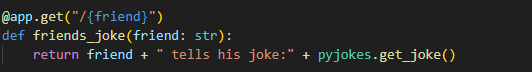 @app.get("/{friend}")
def friends_joke(friend: str):
    return friend + " tells his joke:" + pyjokes.get_joke()